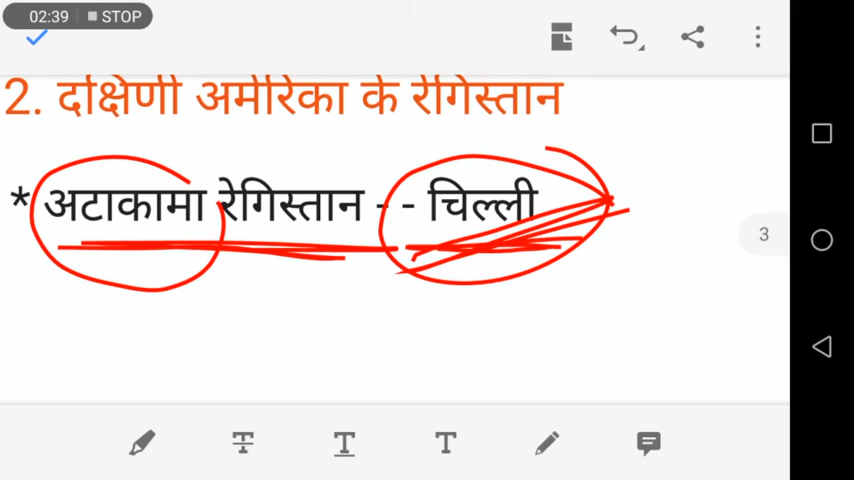 02:39 STOP
2. दक्षिणी अमेरिका के रेगिस्तान
* अटाकामा रेगिस्तान - - चिल्ली
3
T T T